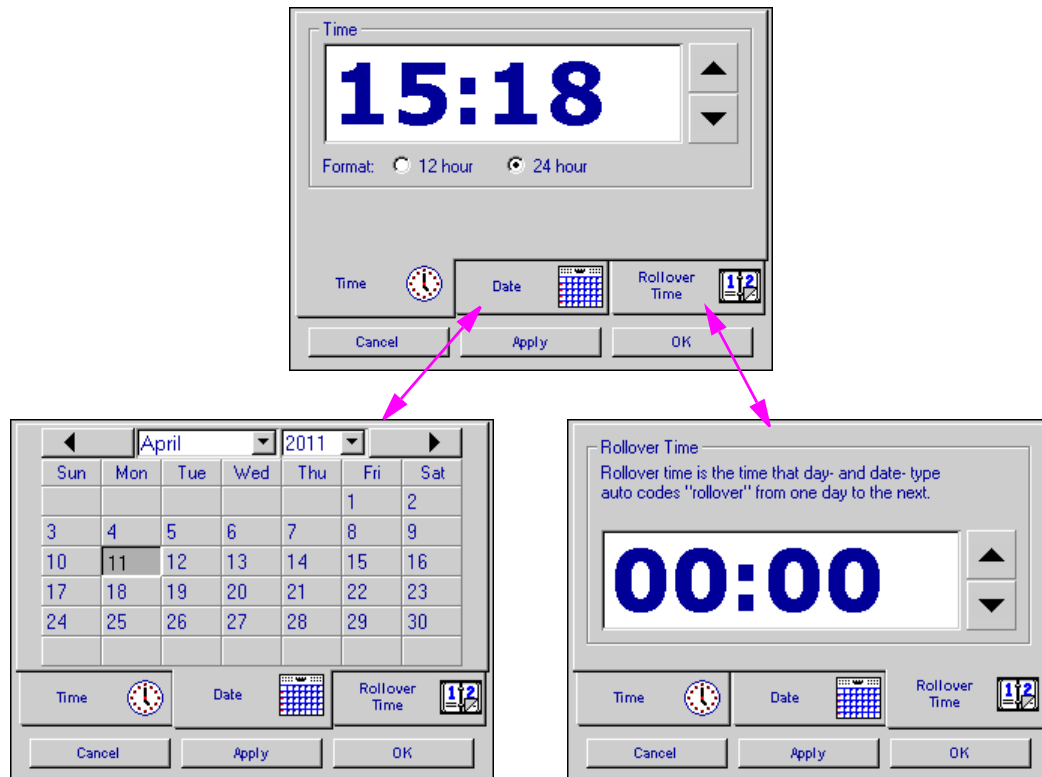 Time
15:18
Format: 12 hour 24 hour
Time Date Rollover Time
Cancel Apply OK
April 2011
Sun Mon Tue Wed Thu Fri Sat
1 2
3 4 5 6 7 8 9
10 11 12 13 14 15 16
17 18 19 20 21 22 23
24 25 26 27 28 29 30
Time Date Rollover Time
Cancel Apply OK
Rollover Time
Rollover time is the time that day- and date- type
auto codes "rollover" from one day to the next.
00:00
Time Date Rollover Time
Cancel Apply OK